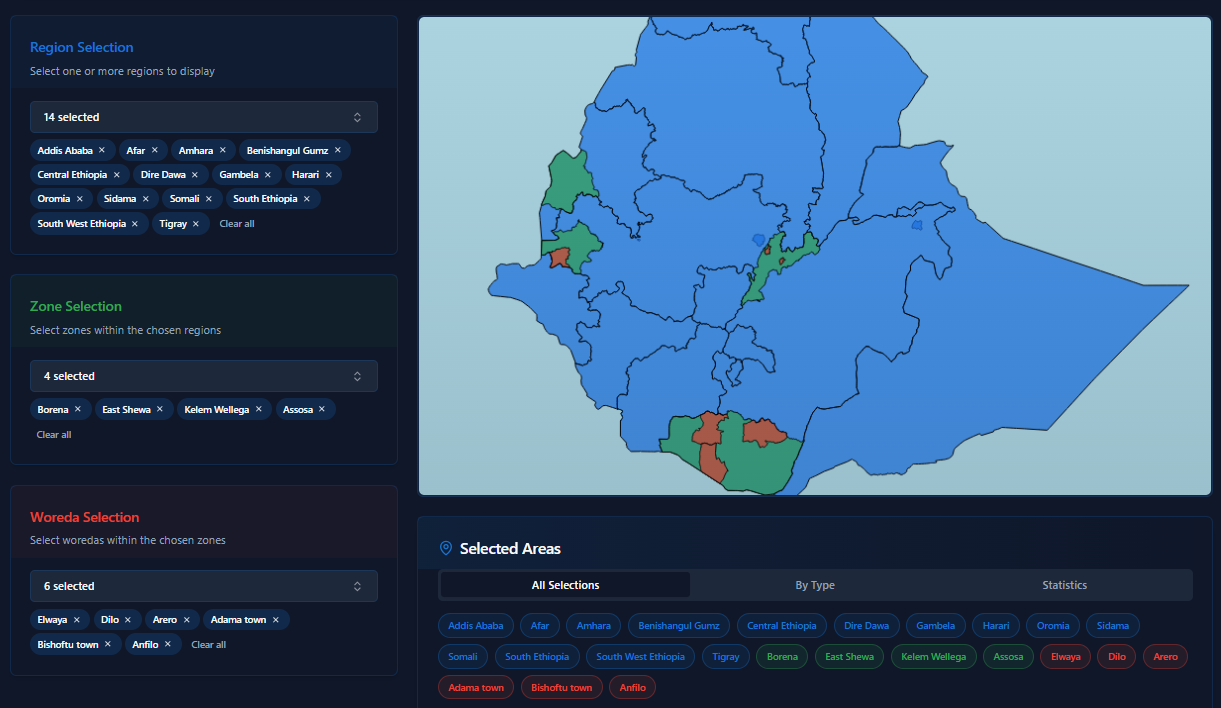 Region Selection
Select one or more regions to display
14 selected
Addis Ababa × Afar × Amhara × Benishangul Gumz ×
Central Ethiopia × Dire Dawa × Gambela × Harari ×
Oromia × Sidama × Somali × South Ethiopia ×
South West Ethiopia × Tigray × Clear all
Zone Selection
Select zones within the chosen regions
4 selected
Borena × East Shewa × Kelem Wellega × Assosa ×
Clear all
Woreda Selection
Select woredas within the chosen zones
6 selected
Elwaya × Dilo × Arero × Adama town ×
Bishoftu town × Anfilo × Clear all
Selected Areas
All Selections By Type Statistics
Addis Ababa Afar Amhara Benishangul Gumz Central Ethiopia Dire Dawa Gambela Harari Oromia Sidama
Somali South Ethiopia South West Ethiopia Tigray Borena East Shewa Kelem Wellega Assosa Elwaya Dilo Arero
Adama town Bishoftu town Anfilo